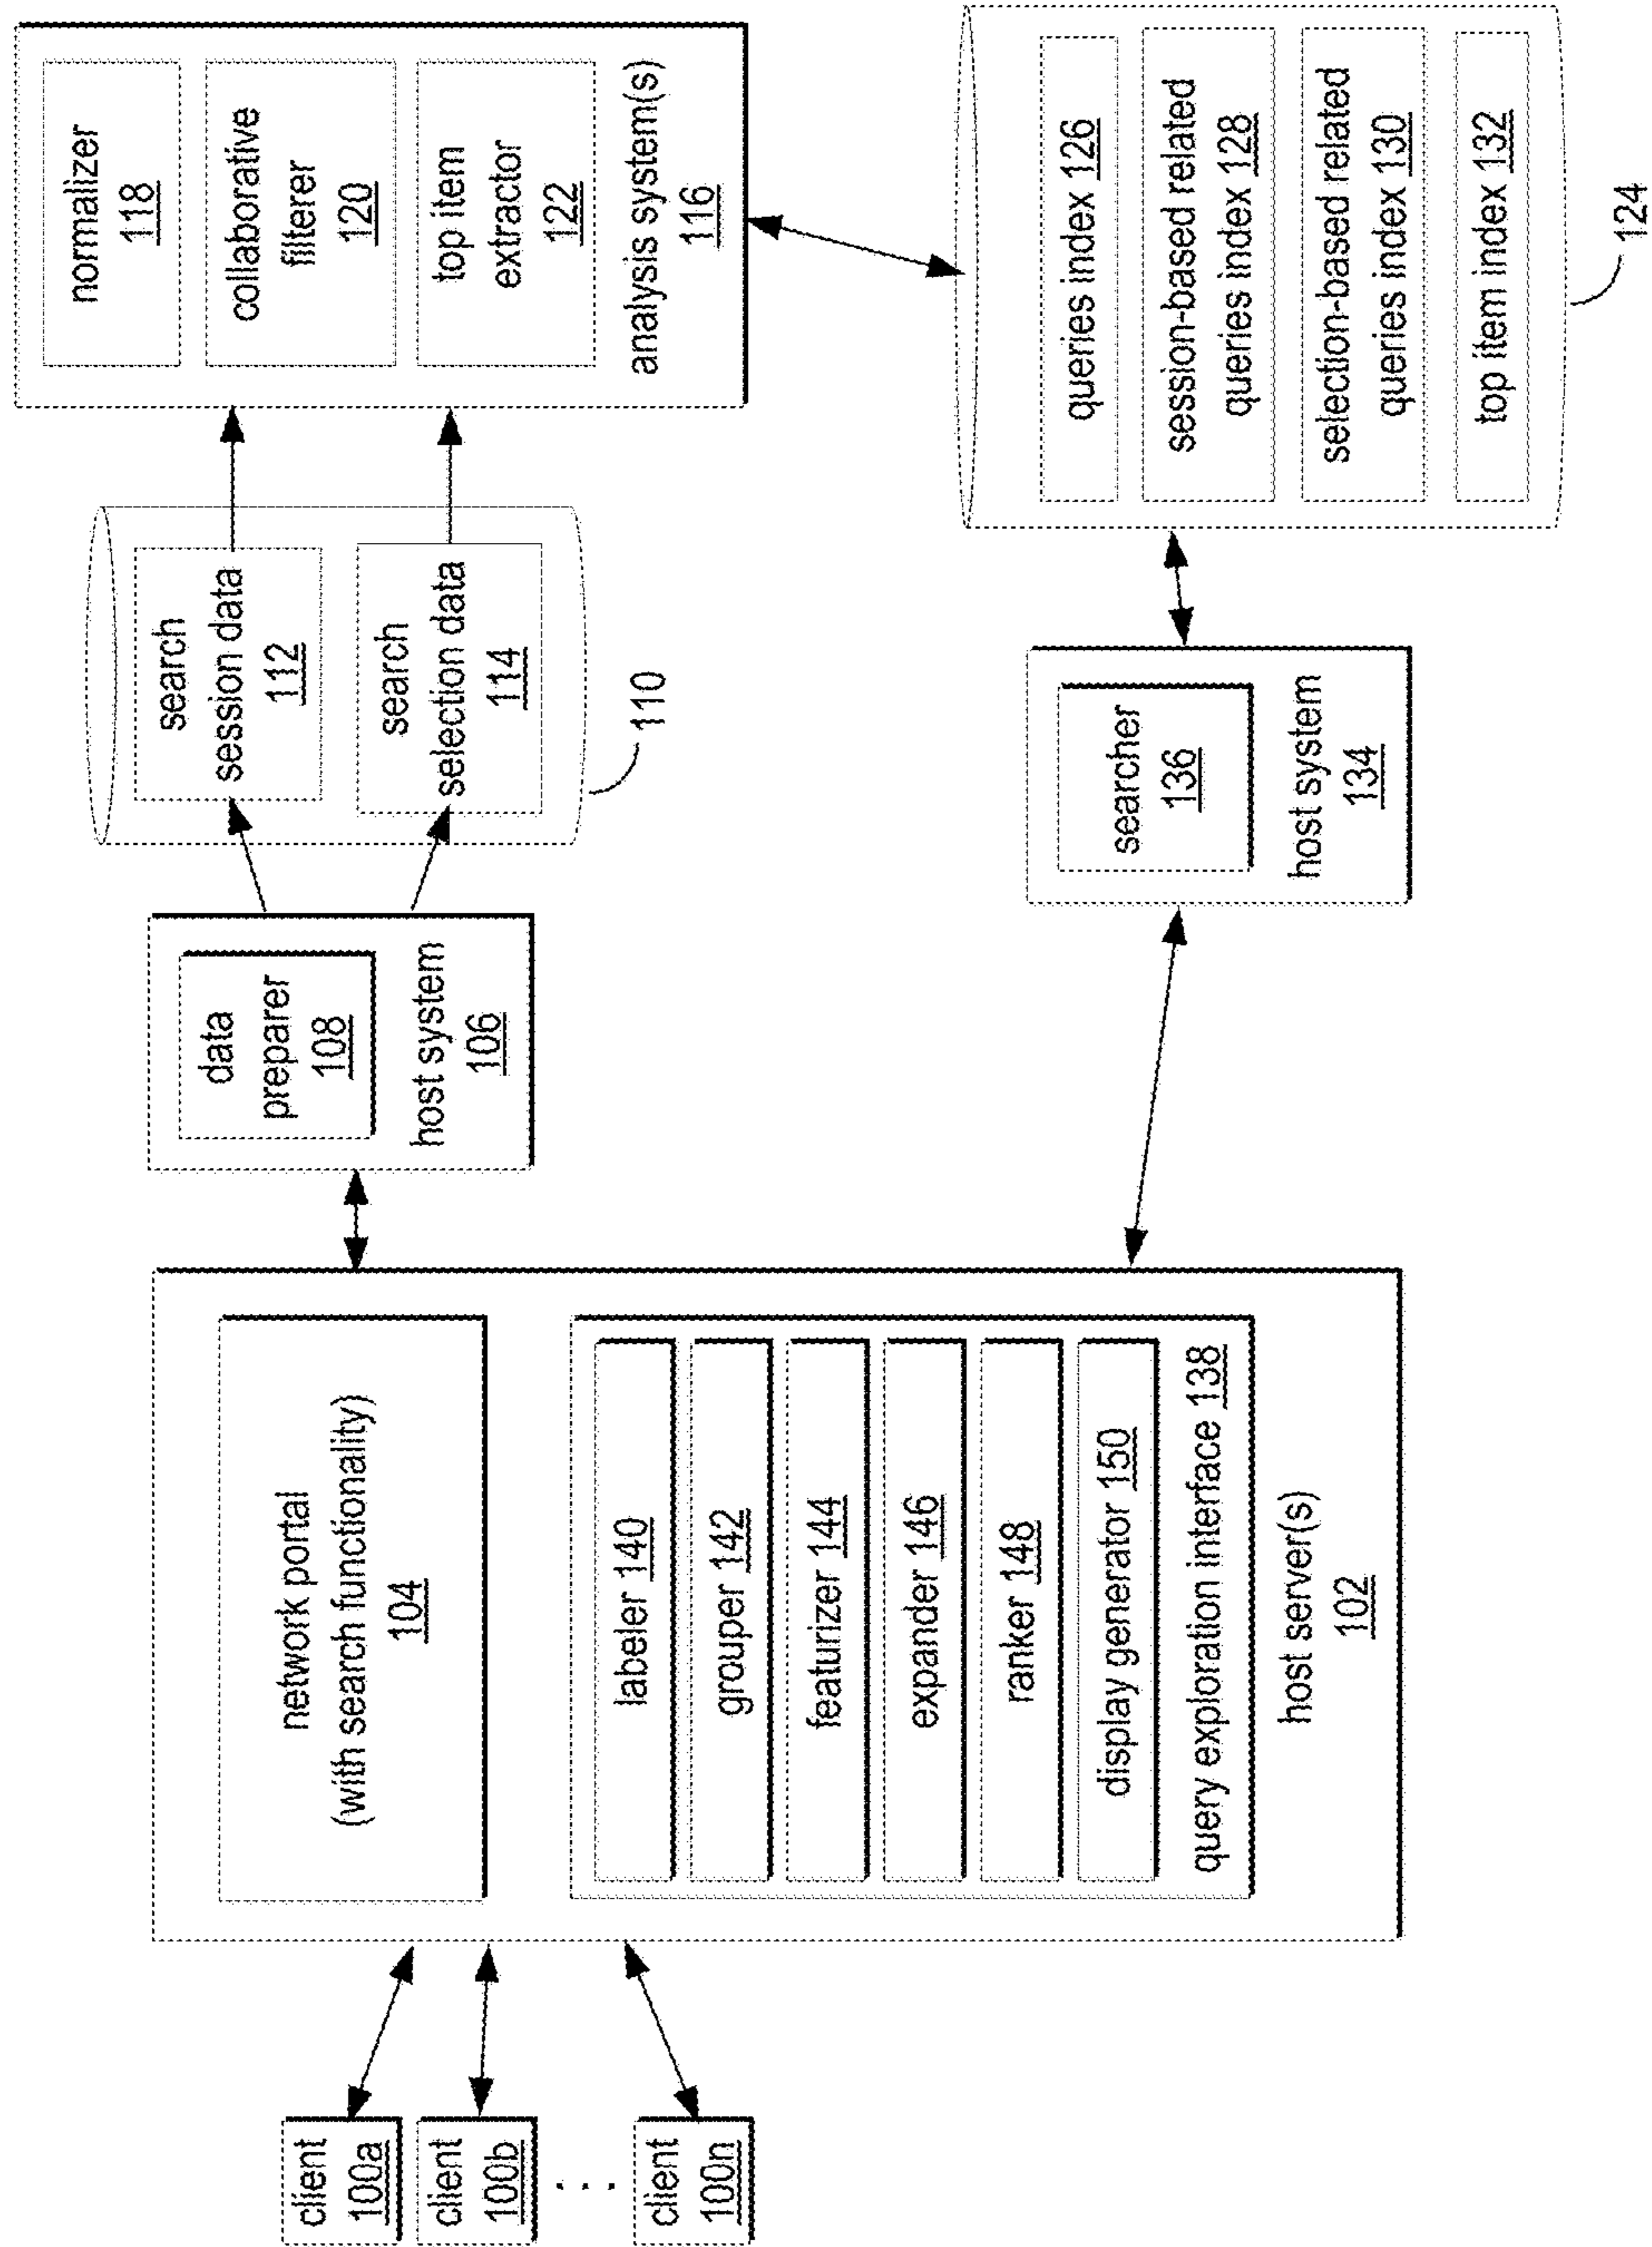 client
100a
client
100b
. . .
client
100n
network portal
(with search functionality)
104
labeler 140
grouper 142
featurizer 144
expander 146
ranker 148
display generator 150
query exploration interface 138
host server(s)
102
data
preparer
108
host system
106
search
session data
112
search
selection data
114
110
normalizer
118
collaborative
filterer
120
top item
extractor
122
analysis system(s)
116
searcher
136
host system
134
queries index 126
session-based related
queries index 128
selection-based related
queries index 130
top item index 132
124